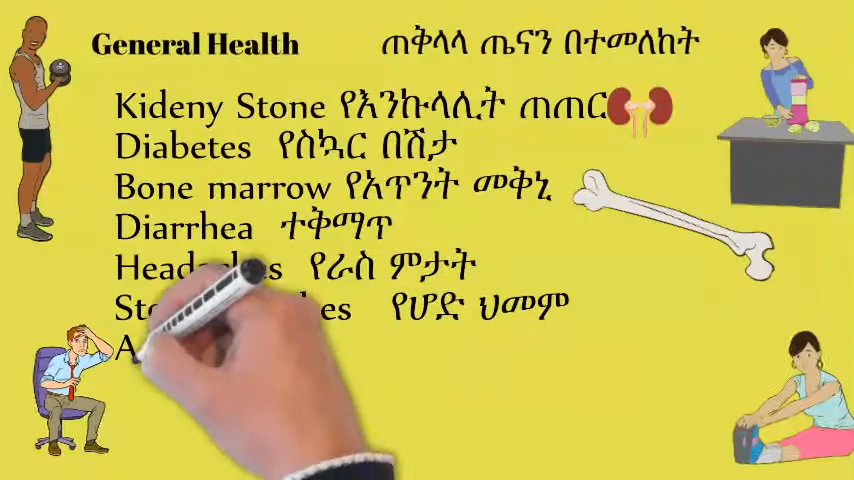 General Health ጠቅላላ ጤናን በተመለከት
Kideny Stone የእንኩላሊት ጠጠር
Diabetes የስኳር በሽታ
Bone marrow የአጥንት መቅኒ
Diarrhea ተቅማጥ
የራስ ምታት
የሆድ ህመም
A